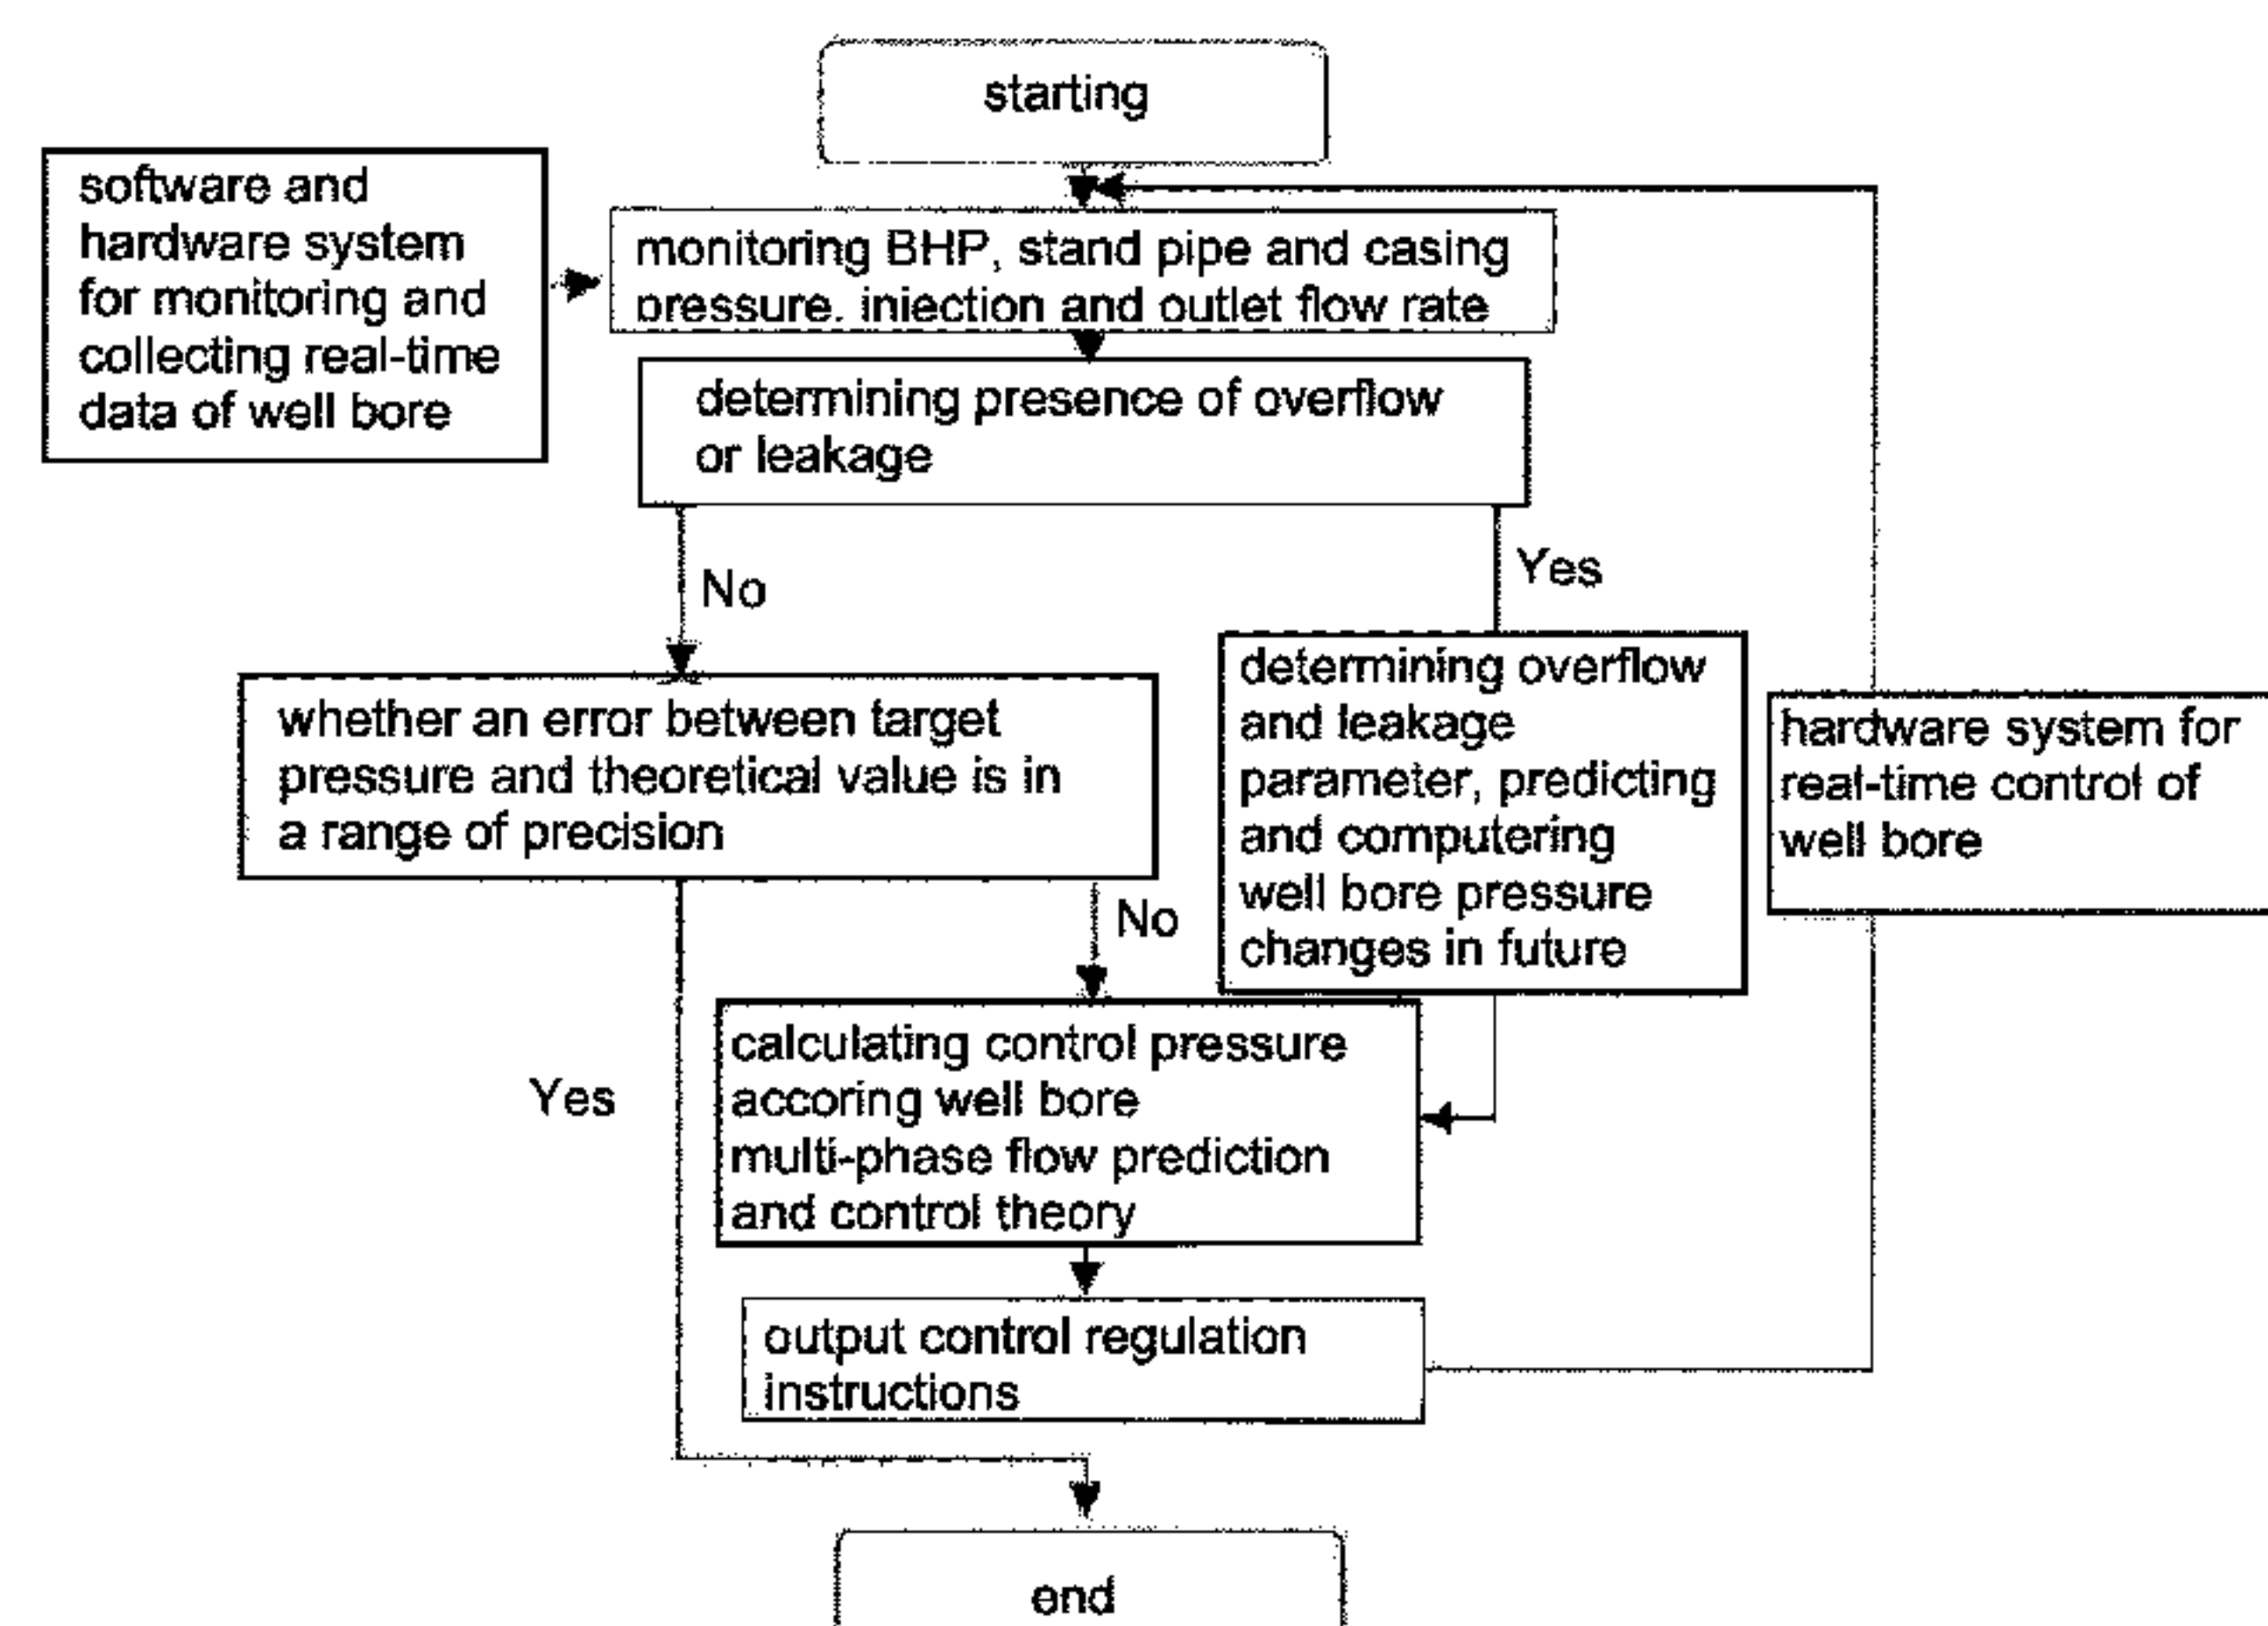 starting
software and
hardware system
for monitoring and
collecting real-time
data of well bore
monitoring BHP, stand pipe and casing
pressure. iniection and outlet flow rate
determining presence of overflow
or leakage
No
Yes
whether an error between target
pressure and theoretical value is in
a range of precision
determining overflow
and leakage
parameter, predicting
and computering
well bore pressure
changes in future
hardware system for
real-time control of
well bore
No
Yes
calculating control pressure
accoring well bore
multi-phase flow prediction
and control theory
output control regulation
instructions
end